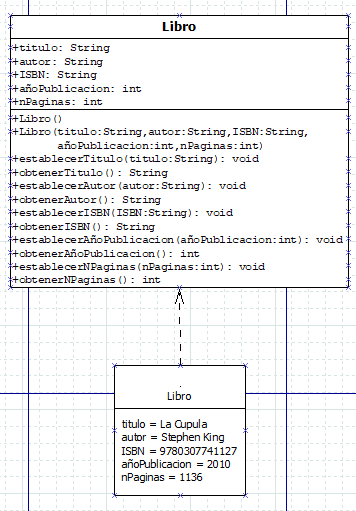 Libro
+titulo: String
+autor: String
+ISBN: String
+añoPublicacion: int
+nPaginas: int
+Libro()
+Libro(titulo:String,autor:String,ISBN:String,
añoPublicacion:int,nPaginas:int)
+establecerTitulo(titulo:String): void
+obtenerTitulo(): String
+establecerAutor(autor:String): void
+obtenerAutor(): String
+establecerISBN(ISBN:String): void
+obtenerISBN(): String
+establecerAñoPublicacion(añoPublicacion:int): void
+obtenerAñoPublicacion(): int
+establecerNPaginas(nPaginas:int): void
+obtenerNPaginas(): int
.
Libro
titulo = La Cupula
autor = Stephen King
ISBN = 9780307741127
añoPublicacion = 2010
nPaginas = 1136